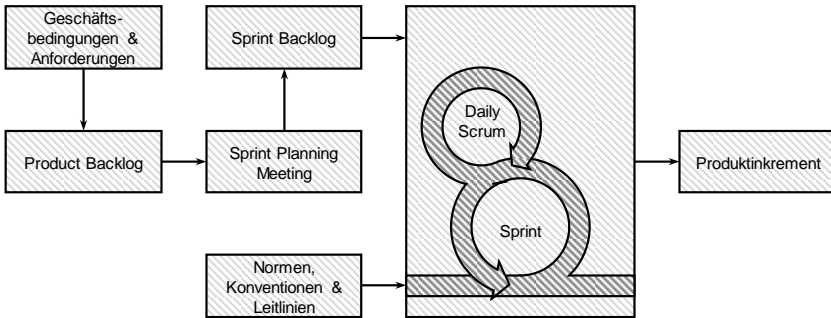 Geschäfts-
bedingungen &
Anforderungen
Sprint Backlog
Daily
Scrum
Product Backlog
Sprint Planning
Meeting
Produktinkrement
Sprint
Normen,
Konventionen &
Leitlinien